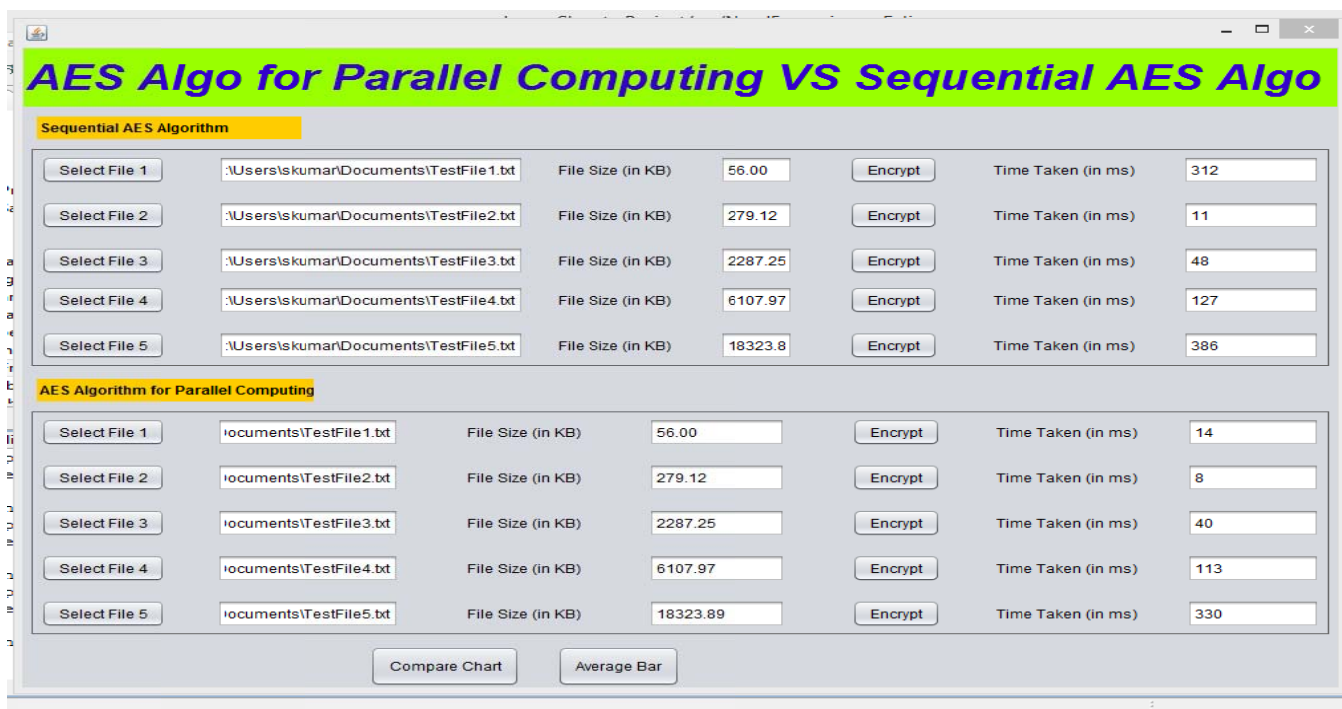 AES Algo for Parallel Computing VS Sequential AES Algo
Sequential AES Algorithm
Select File 1 :\Users\skumar\Documents\TestFile1.txt File Size (in KB) 56.00 Encrypt Time Taken (in ms) 312
Select File 2 :\Users\skumar\Documents\TestFile2.txt File Size (in KB) 279.12 Encrypt Time Taken (in ms) 11
Select File 3 :\Users\skumar\Documents\TestFile3.txt File Size (in KB) 2287.25 Encrypt Time Taken (in ms) 48
Select File 4 :\Users\skumar\Documents\TestFile4.txt File Size (in KB) 6107.97 Encrypt Time Taken (in ms) 127
Select File 5 :\Users\skumar\Documents\TestFile5.txt File Size (in KB) 18323.8 Encrypt Time Taken (in ms) 386
AES Algorithm for Parallel Computing
Select File 1 ocuments\TestFile1.txt File Size (in KB) 56.00 Encrypt Time Taken (in ms) 14
Select File 2 ocuments\TestFile2.txt File Size (in KB) 279.12 Encrypt Time Taken (in ms) 8
Select File 3 ocuments\TestFile3.txt File Size (in KB) 2287.25 Encrypt Time Taken (in ms) 40
Select File 4 ocuments\TestFile4.txt File Size (in KB) 6107.97 Encrypt Time Taken (in ms) 113
Select File 5 ocuments\TestFile5.txt File Size (in KB) 18323.89 Encrypt Time Taken (in ms) 330
Compare Chart Average Bar